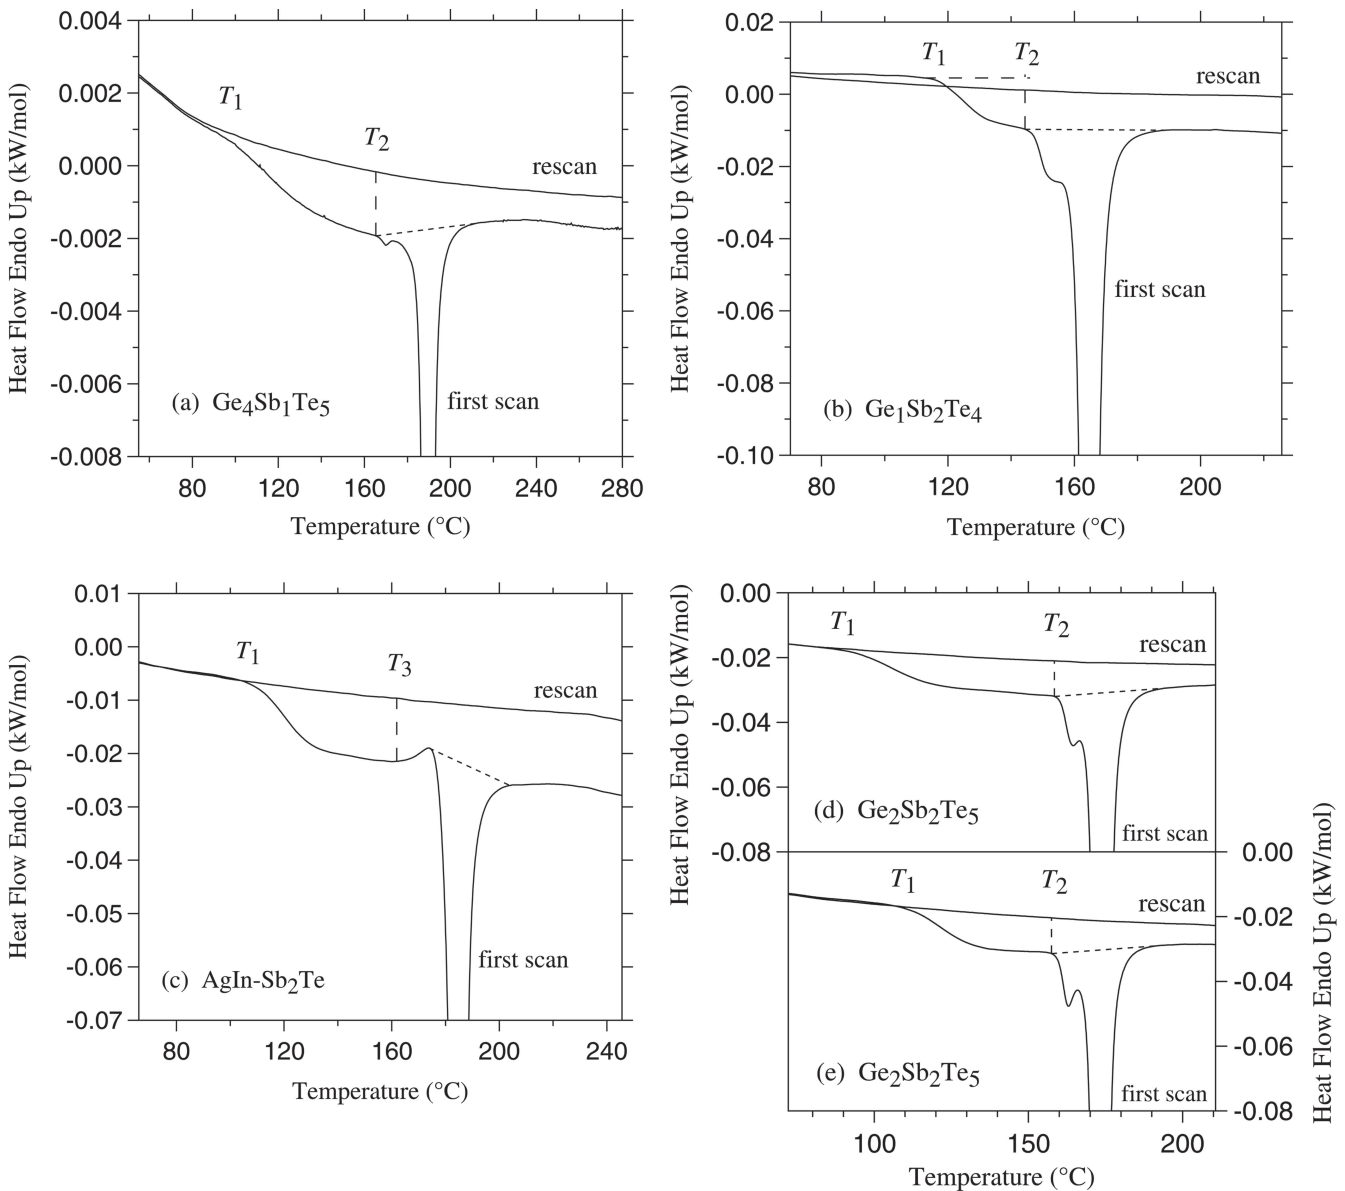 Heat Flow Endo Up (kW/mol)
0.004
0.002
0.000
-0.002
-0.004
-0.006
-0.008
T1
T2
rescan
first scan
(a) Ge4Sb1Te5
80 120 160 200 240 280
Temperature (°C)
Heat Flow Endo Up (kW/mol)
0.02
0.00
-0.02
-0.04
-0.06
-0.08
-0.10
T1 T2
rescan
first scan
(b) Ge1Sb2Te4
80 120 160 200
Temperature (°C)
Heat Flow Endo Up (kW/mol)
0.01
0.00
-0.01
-0.02
-0.03
-0.04
-0.05
-0.06
-0.07
T1
T3
rescan
first scan
(c) AgIn-Sb2Te
80 120 160 200 240
Temperature (°C)
Heat Flow Endo Up (kW/mol)
0.00
-0.02
-0.04
-0.06
-0.08
T1 T2
rescan
(d) Ge2Sb2Te5
first scan
Heat Flow Endo Up (kW/mol)
0.00
-0.02
-0.04
-0.06
-0.08
T1 T2
rescan
(e) Ge2Sb2Te5
first scan
100 150 200
Temperature (°C)